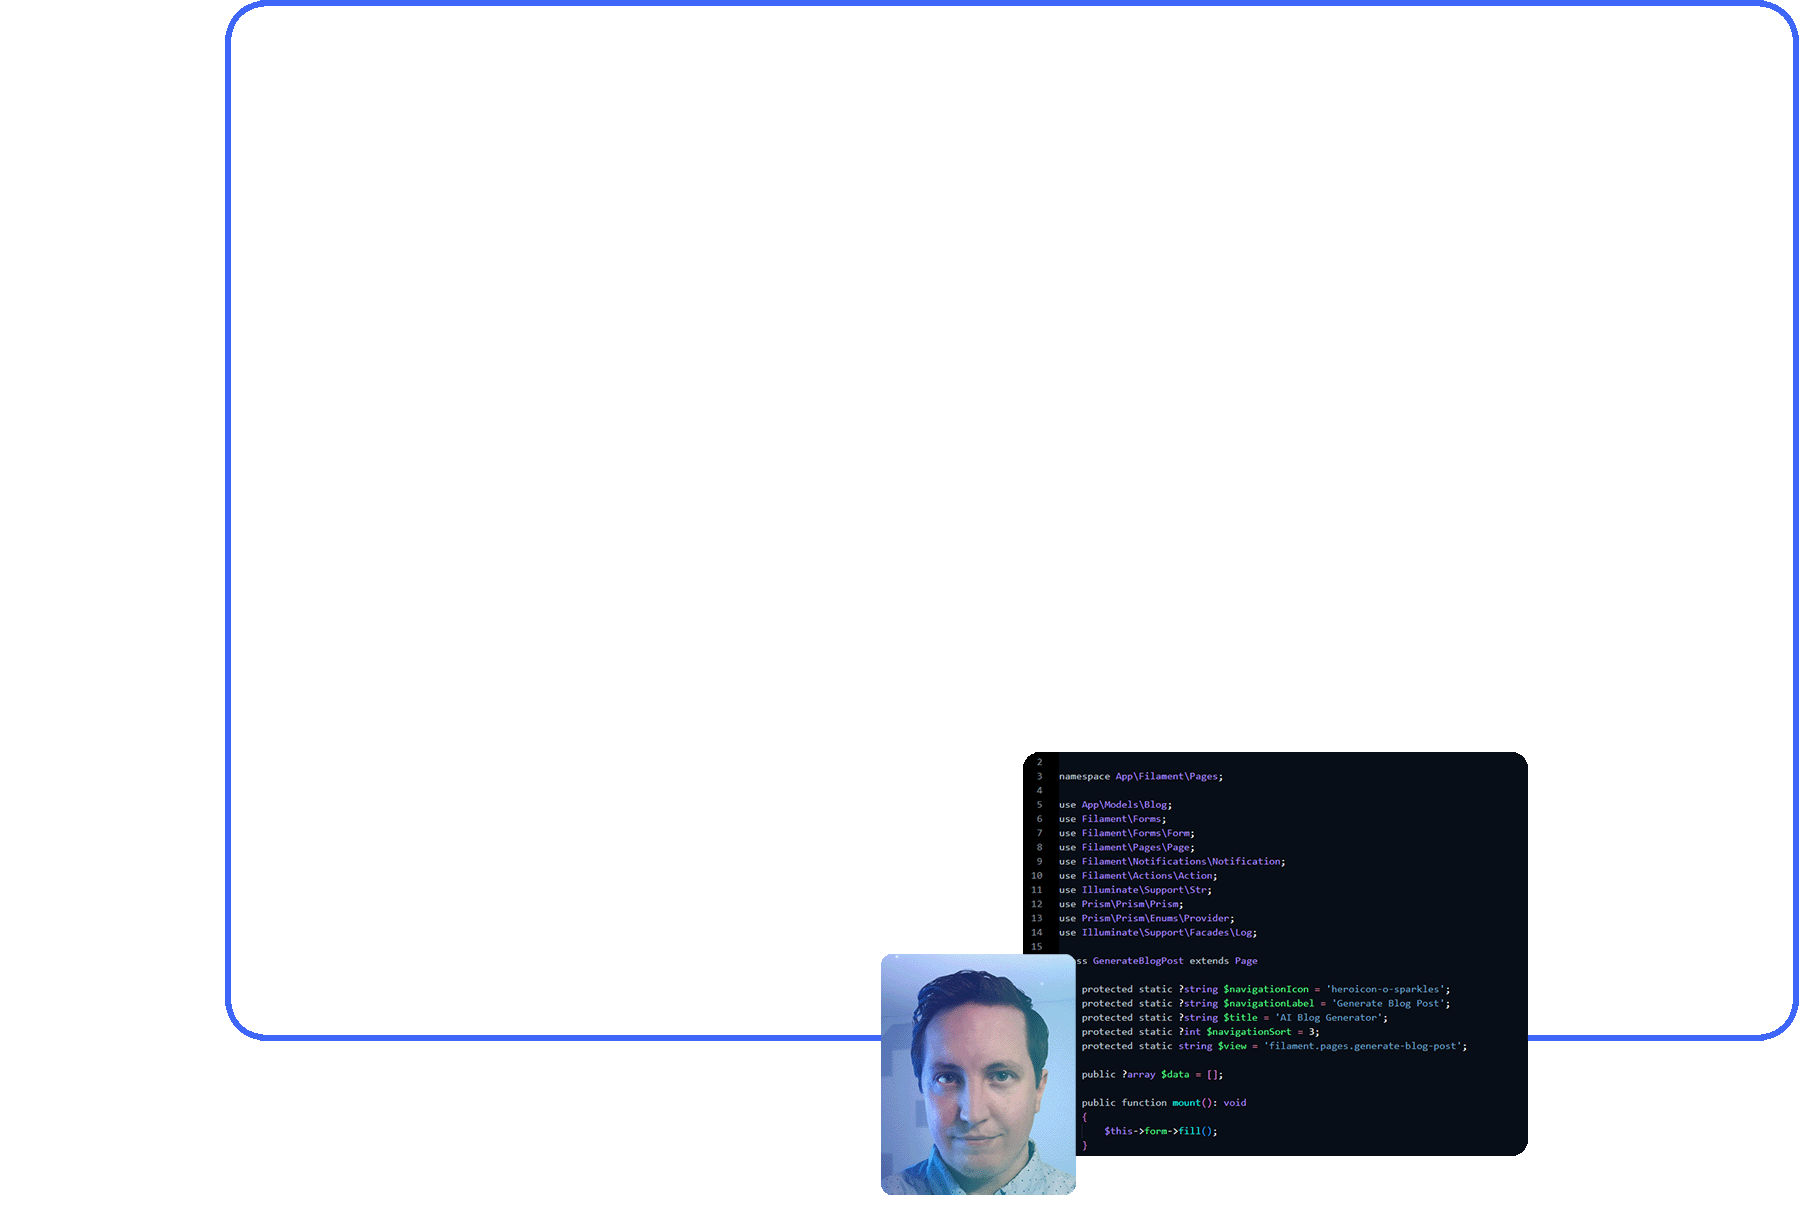 2
3 namespace App\Filament\Pages;
4
5 use App\Models\Blog;
6 use Filament\Forms;
7 use Filament\Forms\Form;
8 use Filament\Pages\Page;
9 use Filament\Notifications\Notification;
10 use Filament\Actions\Action;
11 use Illuminate\Support\Str;
12 use Prism\Prism\Prism;
13 use Prism\Prism\Enums\Provider;
14 use Illuminate\Support\Facades\Log;
15
ss GenerateBlogPost extends Page
protected static ?string $navigationIcon = 'heroicon-o-sparkles';
protected static ?string $navigationLabel = 'Generate Blog Post';
protected static ?string $title = 'AI Blog Generator';
protected static ?int $navigationSort = 3;
protected static string $view = 'filament.pages.generate-blog-post';
public ?array $data = [];
public function mount(): void
{
$this->form->fill();
}